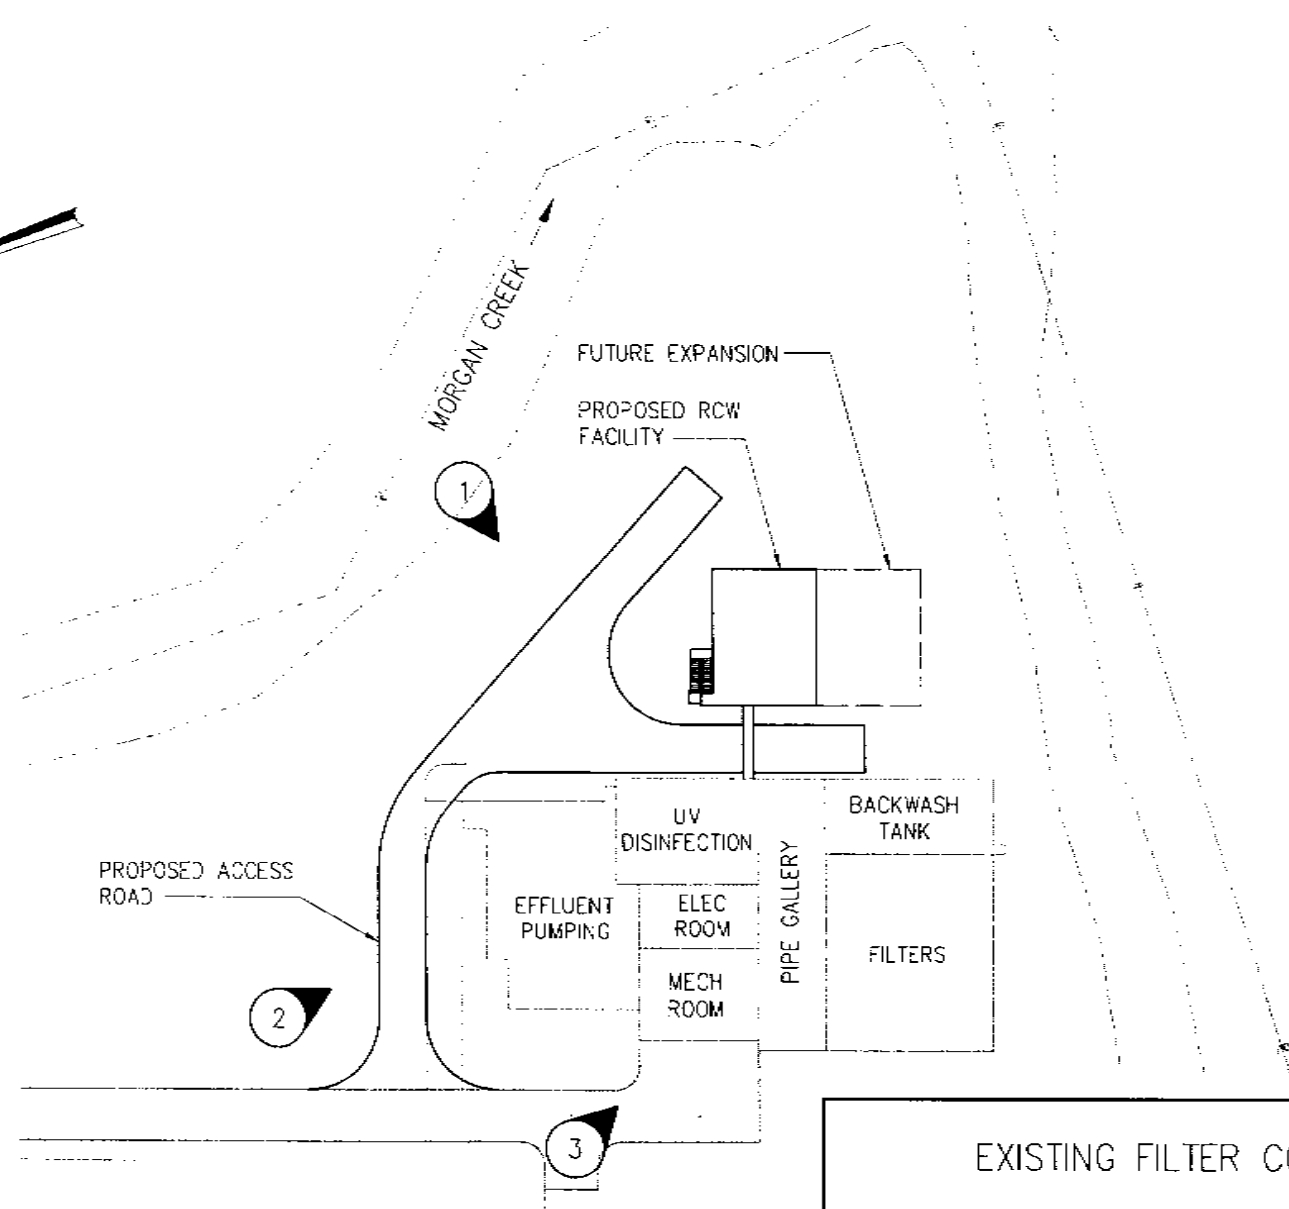 MORGAN CREEK
FUTURE EXPANSION
PROPOSED RCW
FACILITY
1
UV
DISINFECTION
BACKWASH
TANK
PIPE GALLERY
PROPOSED ACCESS
ROAD
EFFLUENT
PUMPING
ELEC
ROOM
FILTERS
MECH
ROOM
2
3
EXISTING FILTER